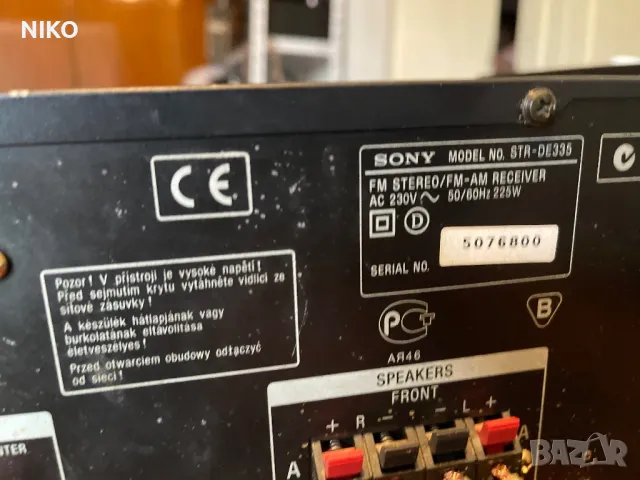 NIKO
SONY MODEL NO. STR-DE335
FM STEREO/FM-AM RECEIVER
AC 230V ~ 50/60Hz 225W
D
5076800
SERIAL NO.
CE
Pozor! V přístroji je vysoké napětí!
Před sejmutím krytu vytáhněte vidlici ze
síťové zásuvky!
A készülék hátlapjának vagy
burkolatának eltávolítása
életveszélyes!
Przed otwarciem obudowy odłączyć
od sieci!
PCT
B
АЯ46
SPEAKERS
FRONT
+ R - - L +
A
A
bazar